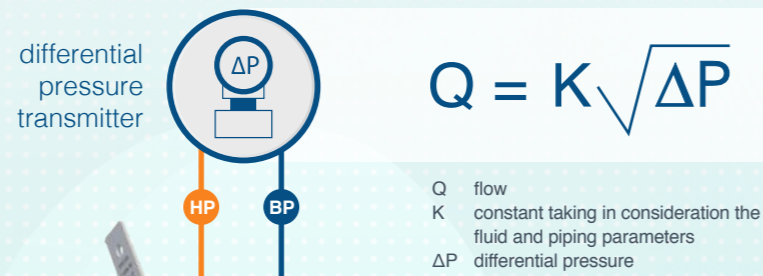 differential
pressure
transmitter
ΔP
Q = K√ΔP
HP
BP
Q flow
K constant taking in consideration the
fluid and piping parameters
ΔP differential pressure